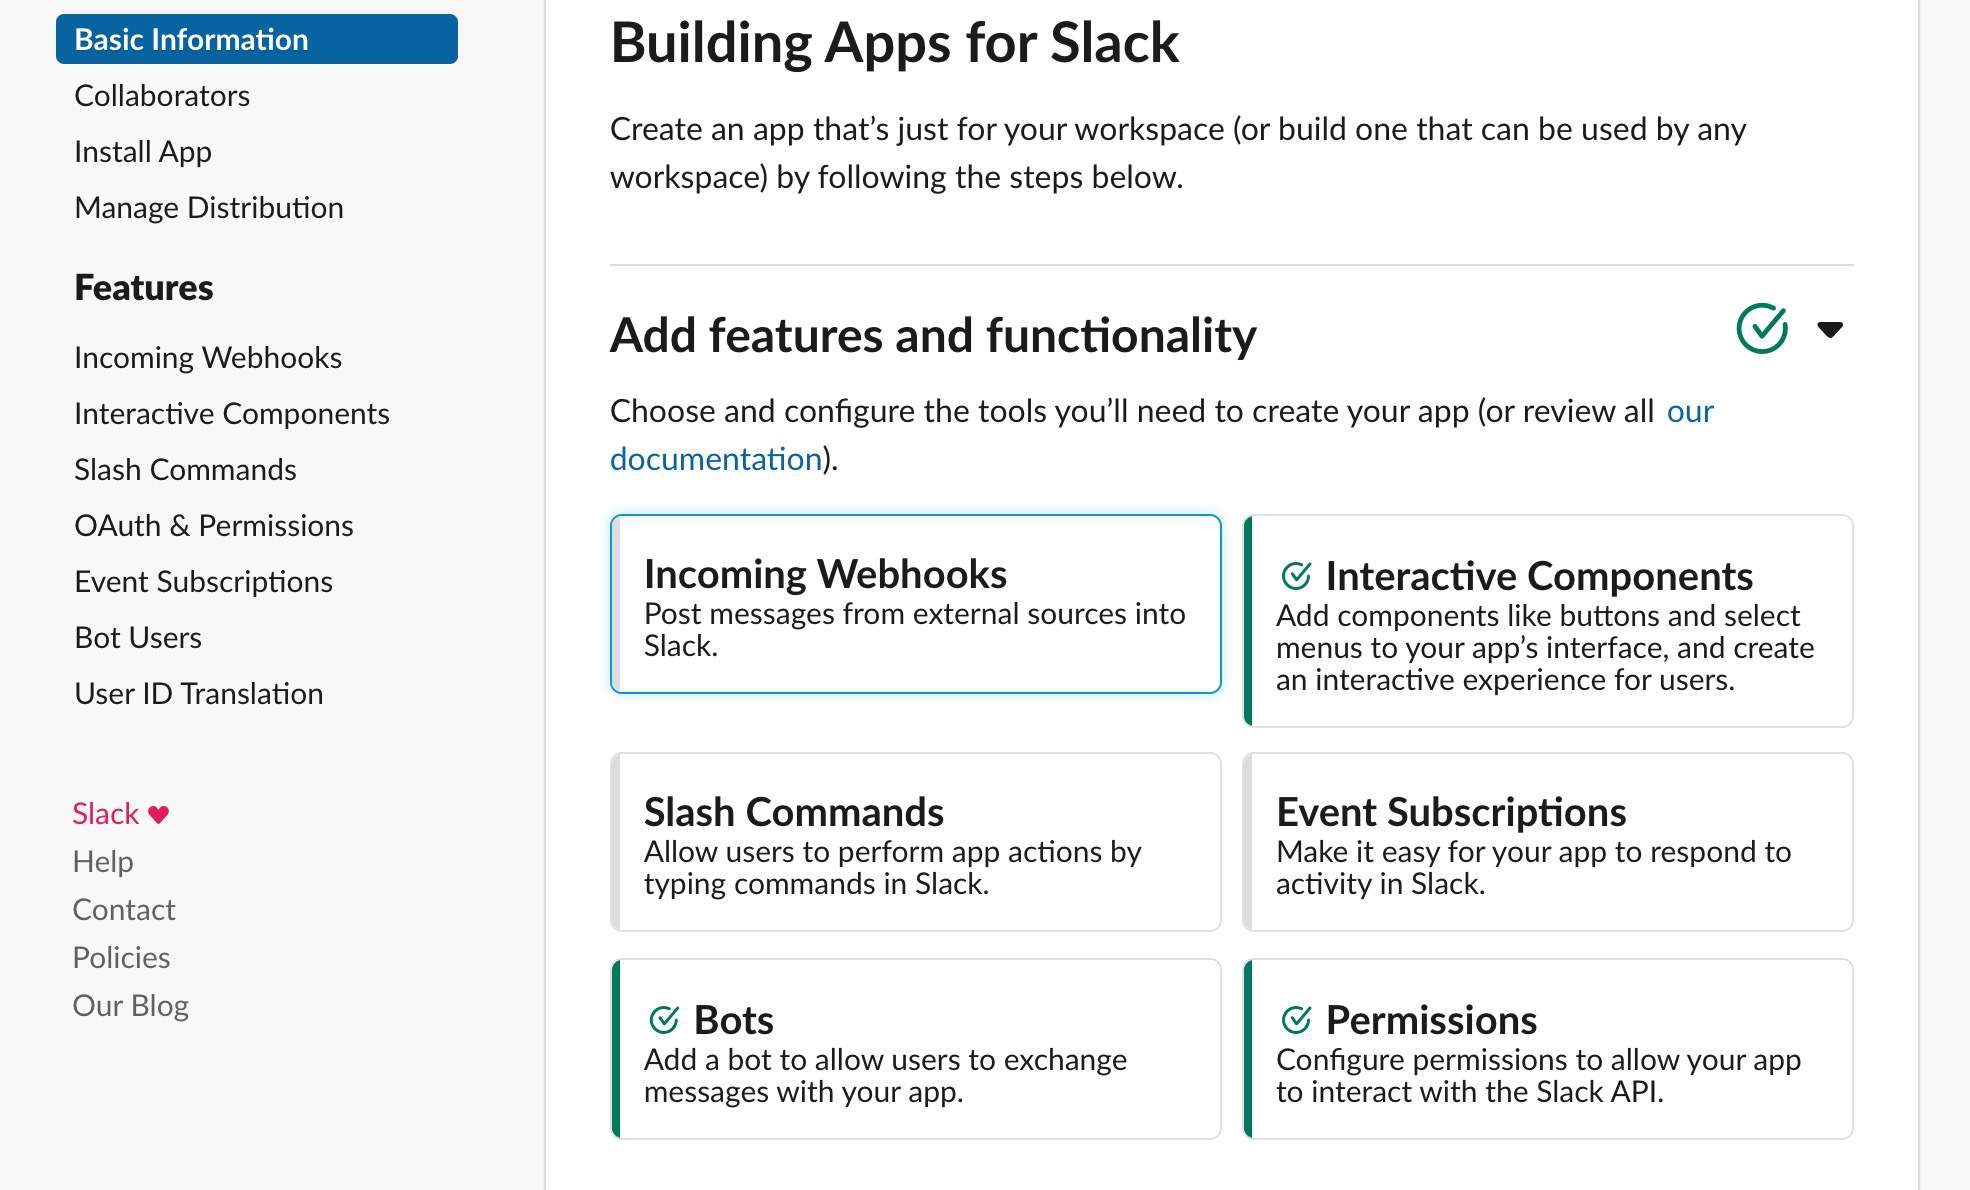 Basic Information
Collaborators
Install App
Manage Distribution
Features
Incoming Webhooks
Interactive Components
Slash Commands
OAuth & Permissions
Event Subscriptions
Bot Users
User ID Translation
Slack ♥
Help
Contact
Policies
Our Blog
Building Apps for Slack
Create an app that’s just for your workspace (or build one that can be used by any
workspace) by following the steps below.
Add features and functionality
Choose and configure the tools you’ll need to create your app (or review all our
documentation).
Incoming Webhooks
Post messages from external sources into
Slack.
Interactive Components
Add components like buttons and select
menus to your app’s interface, and create
an interactive experience for users.
Slash Commands
Allow users to perform app actions by
typing commands in Slack.
Event Subscriptions
Make it easy for your app to respond to
activity in Slack.
Bots
Add a bot to allow users to exchange
messages with your app.
Permissions
Configure permissions to allow your app
to interact with the Slack API.